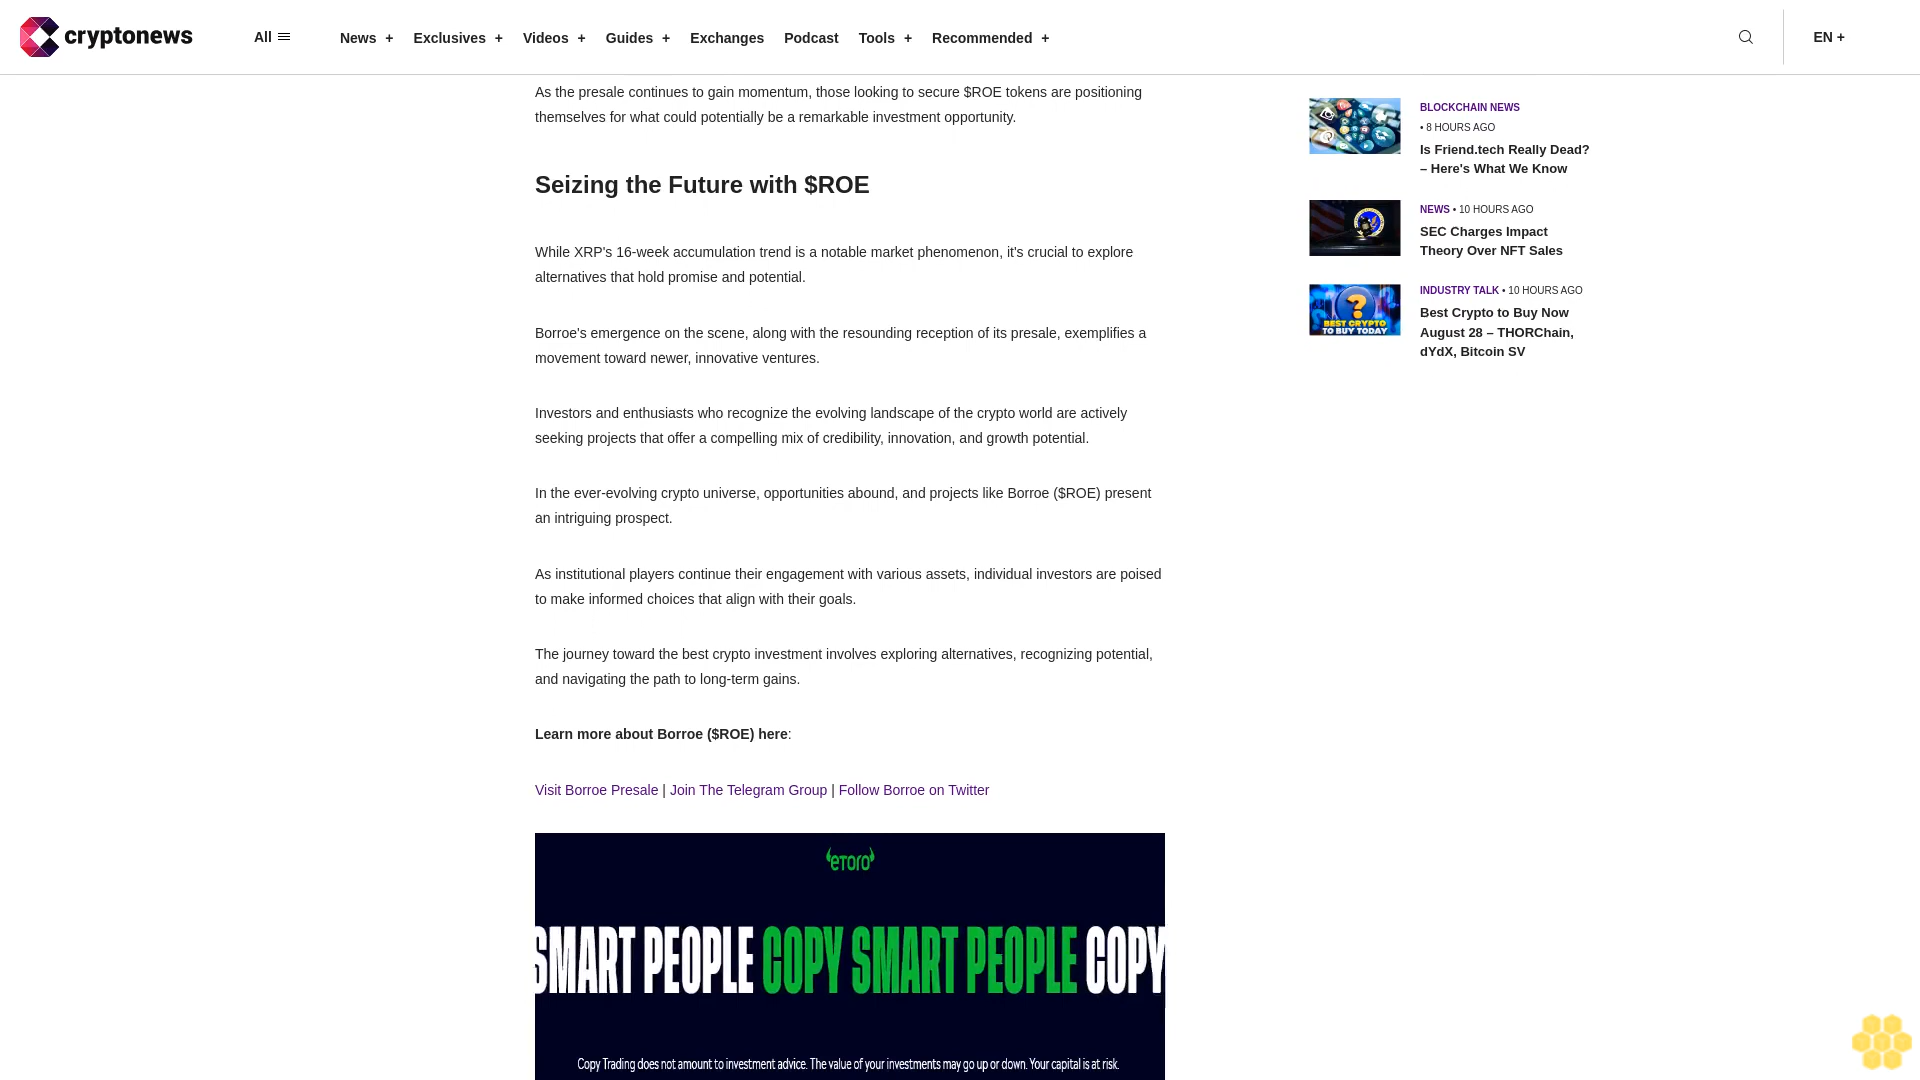 cryptonews
All
News +
Exclusives +
Videos +
Guides +
Exchanges
Podcast
Tools +
Recommended +
EN +
As the presale continues to gain momentum, those looking to secure $ROE tokens are positioning
themselves for what could potentially be a remarkable investment opportunity.
Seizing the Future with $ROE
While XRP's 16-week accumulation trend is a notable market phenomenon, it's crucial to explore
alternatives that hold promise and potential.
Borroe's emergence on the scene, along with the resounding reception of its presale, exemplifies a
movement toward newer, innovative ventures.
Investors and enthusiasts who recognize the evolving landscape of the crypto world are actively
seeking projects that offer a compelling mix of credibility, innovation, and growth potential.
In the ever-evolving crypto universe, opportunities abound, and projects like Borroe ($ROE) present
an intriguing prospect.
As institutional players continue their engagement with various assets, individual investors are poised
to make informed choices that align with their goals.
The journey toward the best crypto investment involves exploring alternatives, recognizing potential,
and navigating the path to long-term gains.
Learn more about Borroe ($ROE) here:
Visit Borroe Presale | Join The Telegram Group | Follow Borroe on Twitter
eToro
SMART PEOPLE COPY SMART PEOPLE COPY
Copy Trading does not amount to investment advice. The value of your investments may go up or down. Your capital is at risk.
BLOCKCHAIN NEWS
• 8 HOURS AGO
Is Friend.tech Really Dead?
– Here's What We Know
NEWS • 10 HOURS AGO
SEC Charges Impact
Theory Over NFT Sales
BEST CRYPTO
TO BUY TODAY
INDUSTRY TALK • 10 HOURS AGO
Best Crypto to Buy Now
August 28 – THORChain,
dYdX, Bitcoin SV